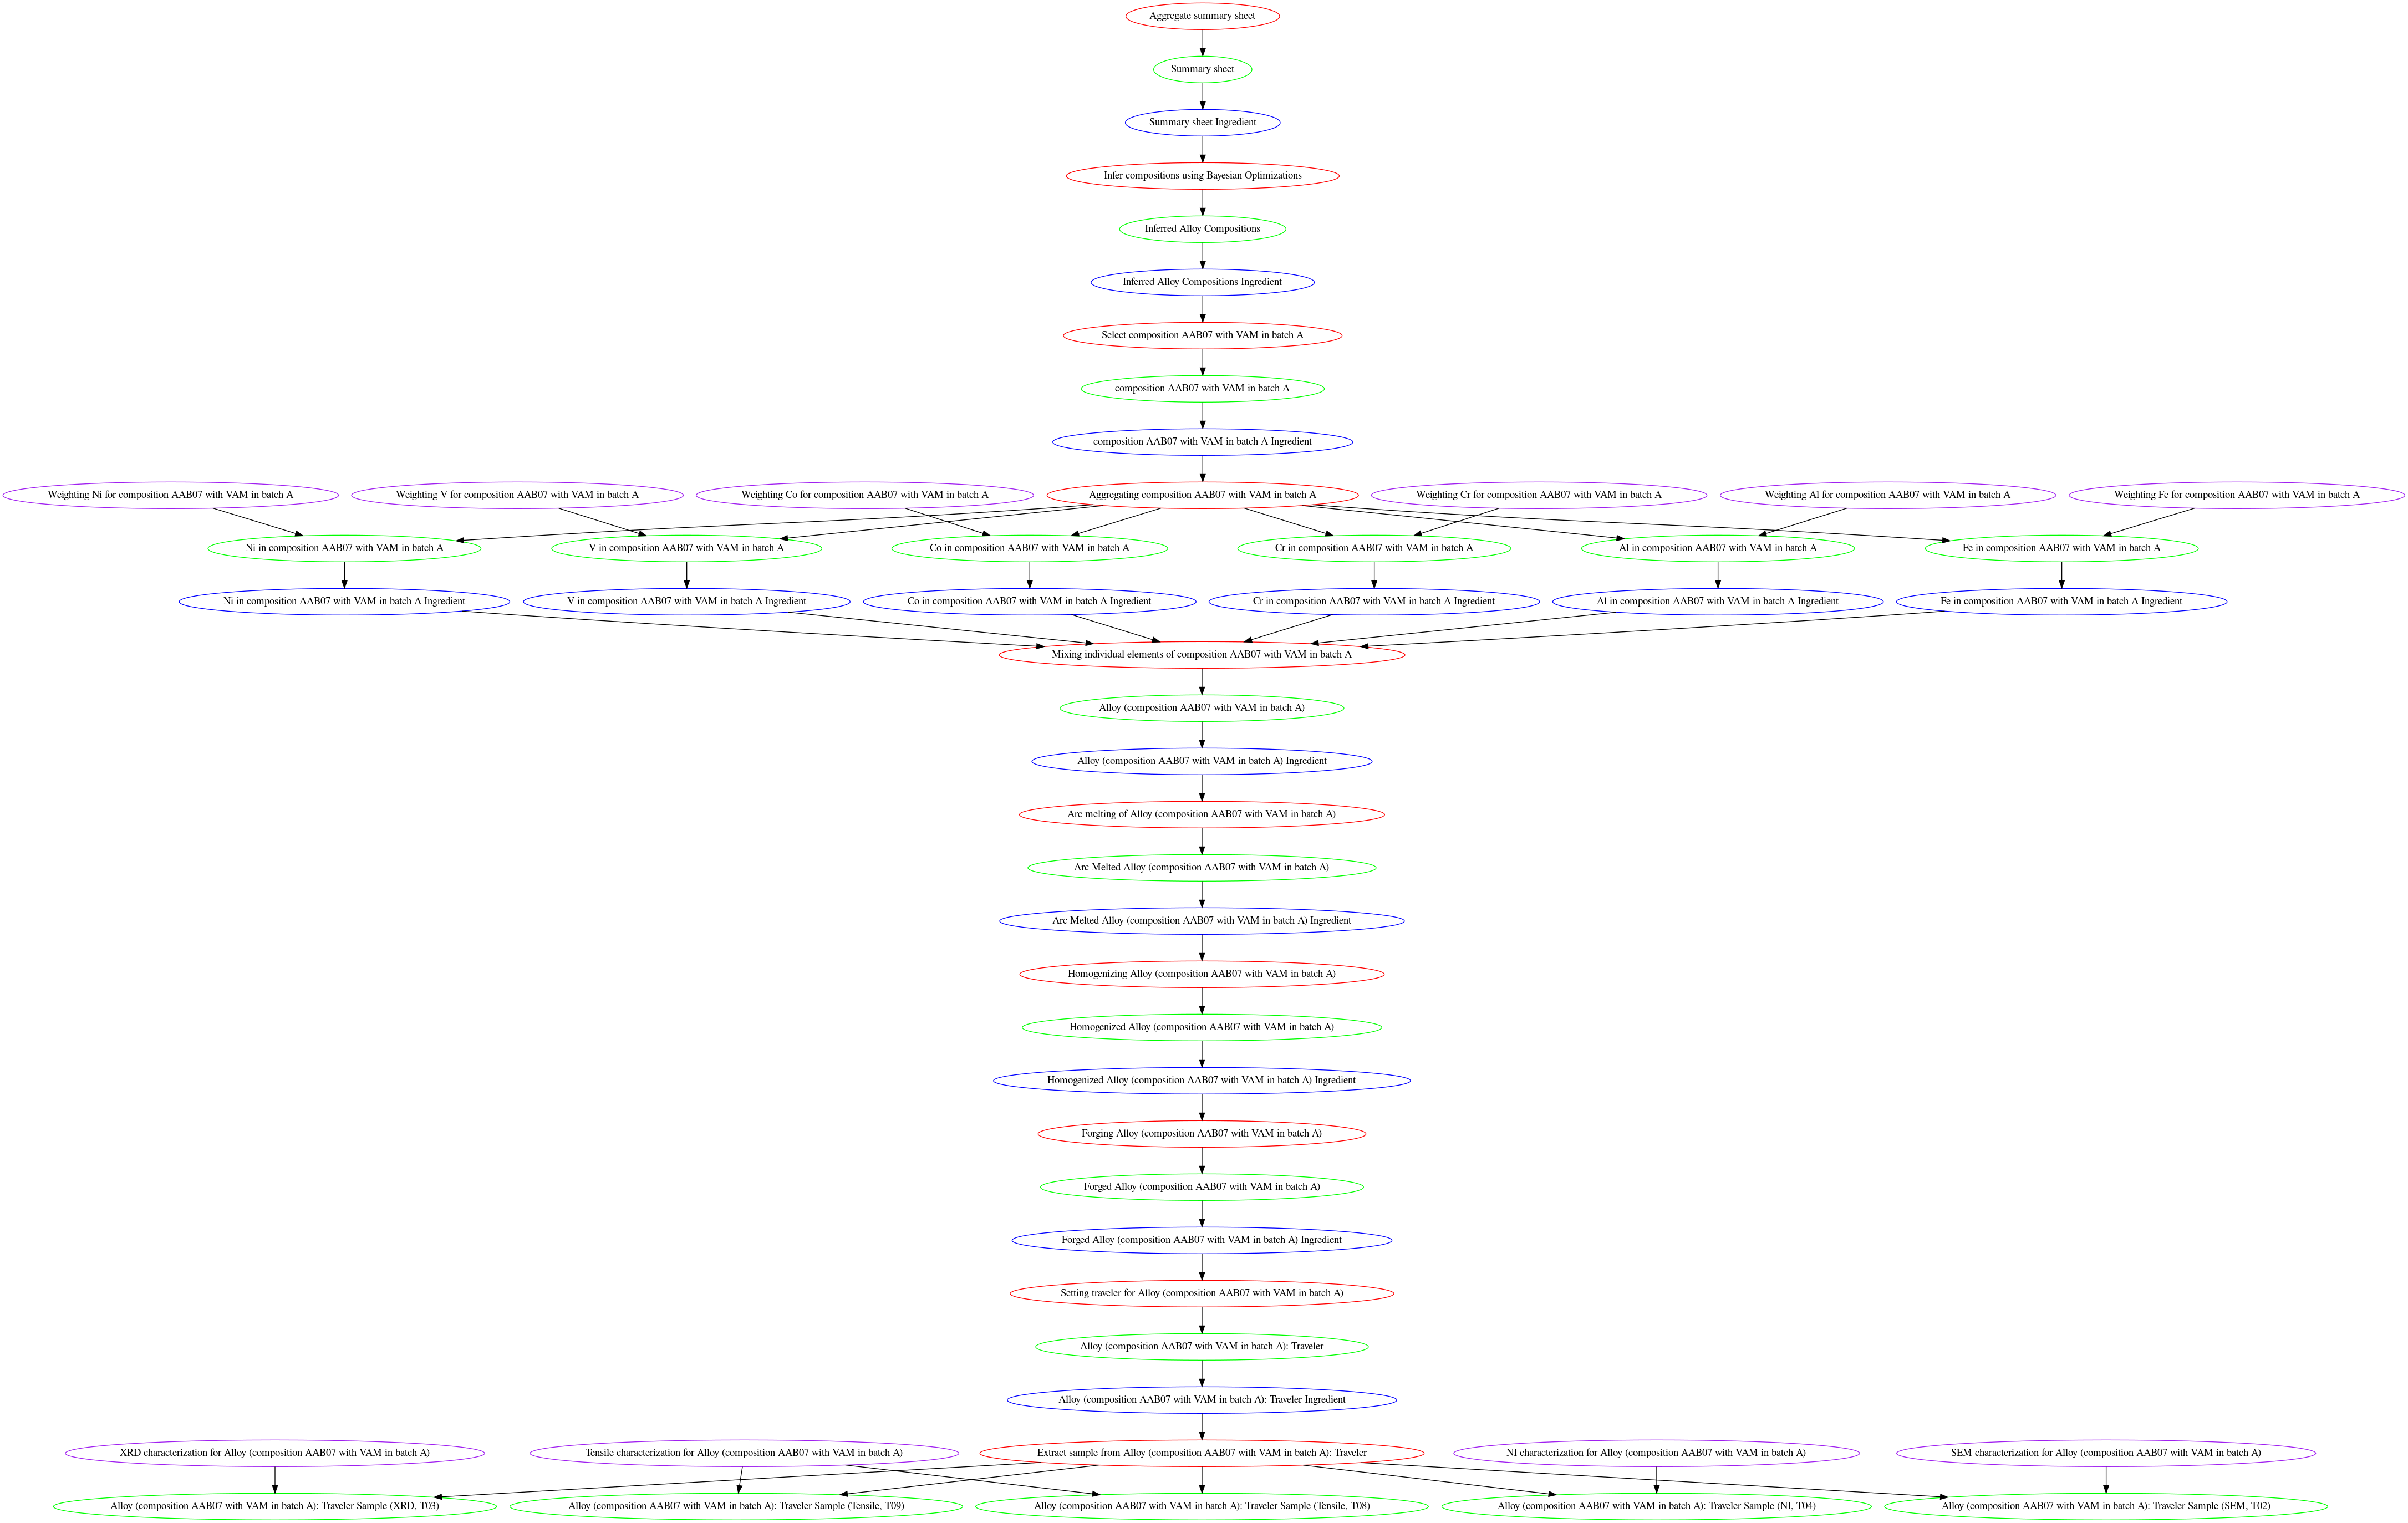 Aggregate summary sheet
Summary sheet
Summary sheet Ingredient
Infer compositions using Bayesian Optimizations
Inferred Alloy Compositions
Inferred Alloy Compositions Ingredient
Select composition AAB07 with VAM in batch A
composition AAB07 with VAM in batch A
composition AAB07 with VAM in batch A Ingredient
Weighting Ni for composition AAB07 with VAM in batch A
Weighting V for composition AAB07 with VAM in batch A
Weighting Co for composition AAB07 with VAM in batch A
Aggregating composition AAB07 with VAM in batch A
Weighting Cr for composition AAB07 with VAM in batch A
Weighting Al for composition AAB07 with VAM in batch A
Weighting Fe for composition AAB07 with VAM in batch A
Ni in composition AAB07 with VAM in batch A
V in composition AAB07 with VAM in batch A
Co in composition AAB07 with VAM in batch A
Cr in composition AAB07 with VAM in batch A
Al in composition AAB07 with VAM in batch A
Fe in composition AAB07 with VAM in batch A
Ni in composition AAB07 with VAM in batch A Ingredient
V in composition AAB07 with VAM in batch A Ingredient
Co in composition AAB07 with VAM in batch A Ingredient
Cr in composition AAB07 with VAM in batch A Ingredient
Al in composition AAB07 with VAM in batch A Ingredient
Fe in composition AAB07 with VAM in batch A Ingredient
Mixing individual elements of composition AAB07 with VAM in batch A
Alloy (composition AAB07 with VAM in batch A)
Alloy (composition AAB07 with VAM in batch A) Ingredient
Arc melting of Alloy (composition AAB07 with VAM in batch A)
Arc Melted Alloy (composition AAB07 with VAM in batch A)
Arc Melted Alloy (composition AAB07 with VAM in batch A) Ingredient
Homogenizing Alloy (composition AAB07 with VAM in batch A)
Homogenized Alloy (composition AAB07 with VAM in batch A)
Homogenized Alloy (composition AAB07 with VAM in batch A) Ingredient
Forging Alloy (composition AAB07 with VAM in batch A)
Forged Alloy (composition AAB07 with VAM in batch A)
Forged Alloy (composition AAB07 with VAM in batch A) Ingredient
Setting traveler for Alloy (composition AAB07 with VAM in batch A)
Alloy (composition AAB07 with VAM in batch A): Traveler
Alloy (composition AAB07 with VAM in batch A): Traveler Ingredient
XRD characterization for Alloy (composition AAB07 with VAM in batch A)
Tensile characterization for Alloy (composition AAB07 with VAM in batch A)
Extract sample from Alloy (composition AAB07 with VAM in batch A): Traveler
NI characterization for Alloy (composition AAB07 with VAM in batch A)
SEM characterization for Alloy (composition AAB07 with VAM in batch A)
Alloy (composition AAB07 with VAM in batch A): Traveler Sample (XRD, T03)
Alloy (composition AAB07 with VAM in batch A): Traveler Sample (Tensile, T09)
Alloy (composition AAB07 with VAM in batch A): Traveler Sample (Tensile, T08)
Alloy (composition AAB07 with VAM in batch A): Traveler Sample (NI, T04)
Alloy (composition AAB07 with VAM in batch A): Traveler Sample (SEM, T02)